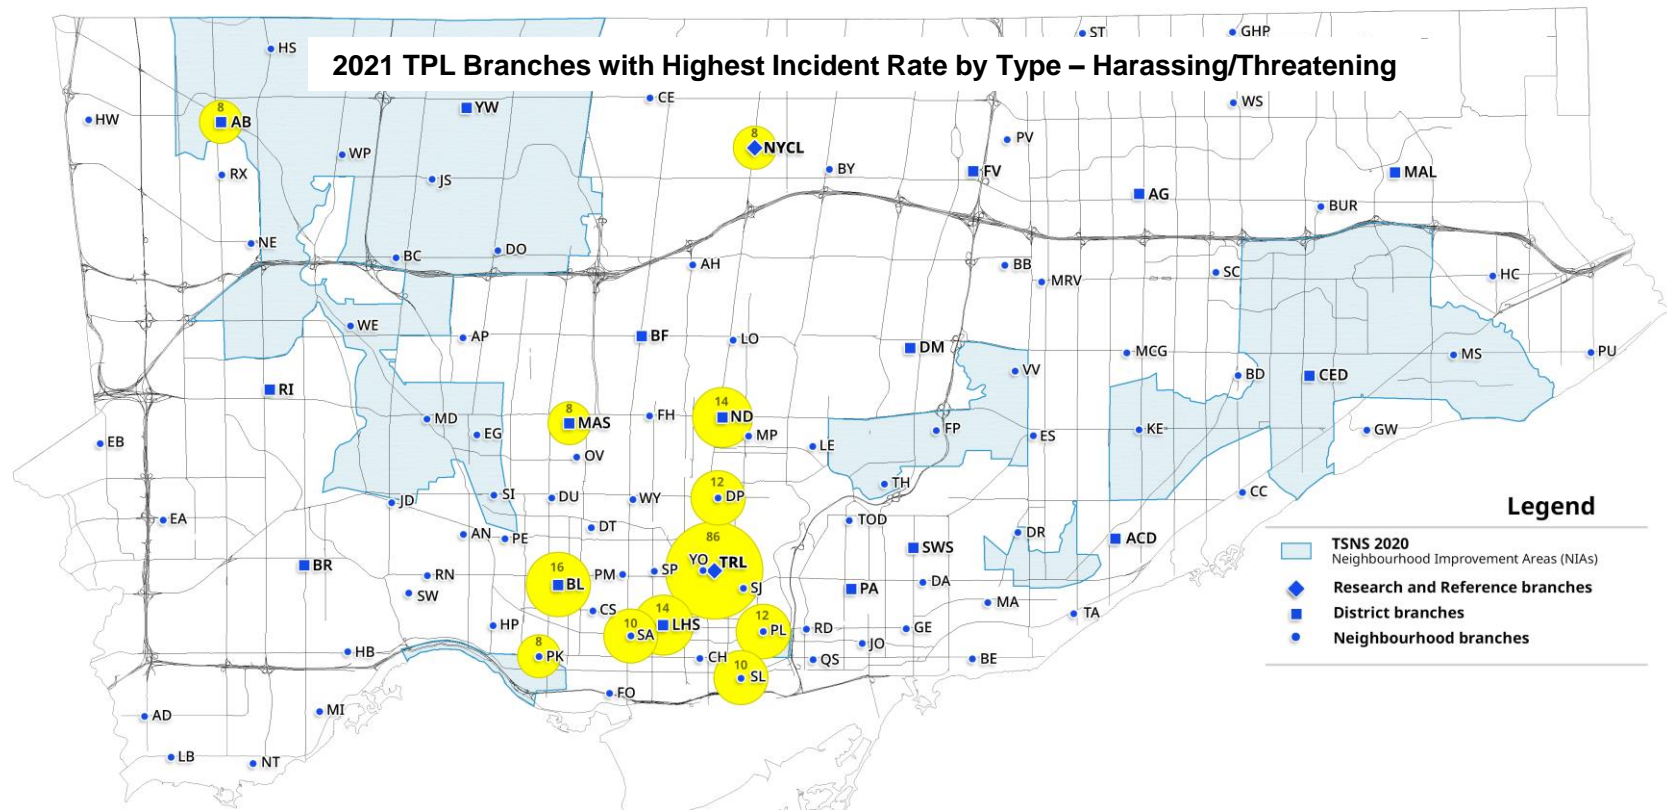 ST
GHP
HS
2021 TPL Branches with Highest Incident Rate by Type – Harassing/Threatening
CE
WS
8
YW
HW
AB
8
PV
NYCL
WP
BY
FV
MAL
RX
JS
AG
BUR
NE
DO
BC
AH
BB
SC
HC
MRV
WE
AP
BF
LO
DM
MCG
MS
PU
VV
BD
CED
RI
14
8
MD
MAS
FH
ND
EG
MP
FP
ES
KE
GW
EB
LE
OV
12
TH
SI
DU
WY
DP
CC
JD
Legend
EA
DT
TOD
AN
PE
86
DR
ACD
TSNS 2020
Neighbourhood Improvement Areas (NIAs)
SWS
YO
TRL
BR
16
RN
PM
SP
BL
SJ
PA
DA
Research and Reference branches
SW
MA
CS
14
12
TA
District branches
HP
10
LHS
SA
PL
RD
GE
Neighbourhood branches
JO
8
HB
PK
CH
10
QS
BE
SL
FO
MI
AD
LB
NT